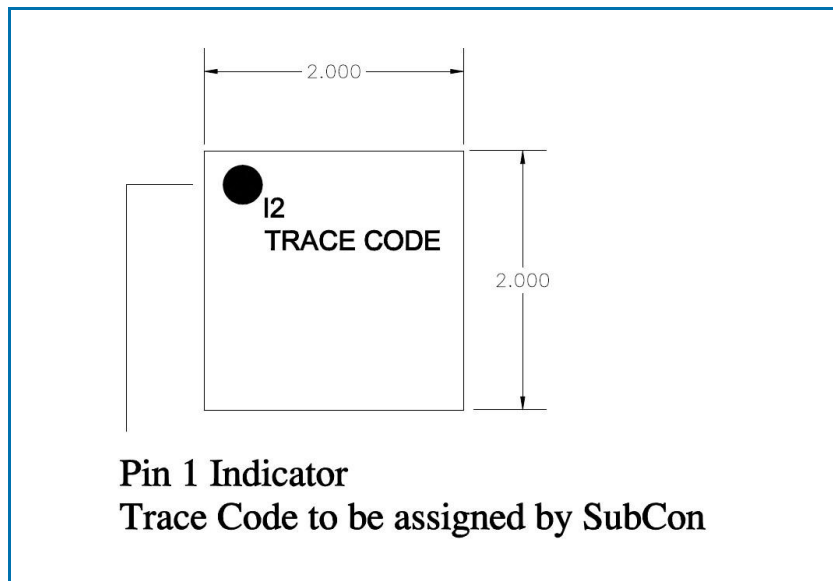 2.000
I2
TRACE CODE
2.000
Pin 1 Indicator
Trace Code to be assigned by SubCon